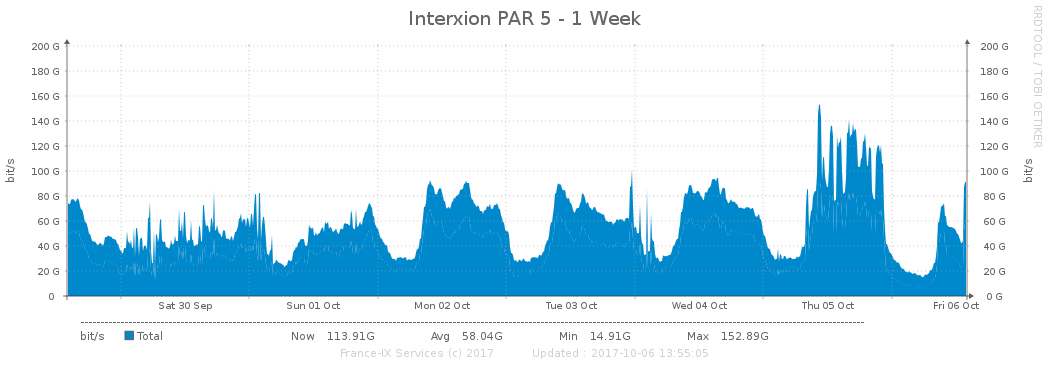 Interxion PAR 5 - 1 Week
RRDTOOL / TOBI OETIKER
bit/s
200 G 200 G
180 G 180 G
160 G 160 G
140 G 140 G
120 G 120 G
100 G 100 G
80 G 80 G
60 G 60 G
40 G 40 G
20 G 20 G
0 0 G
bit/s
Sat 30 Sep Sun 01 Oct Mon 02 Oct Tue 03 Oct Wed 04 Oct Thu 05 Oct Fri 06 Oct
bit/s Total Now 113.91G Avg 58.04G Min 14.91G Max 152.89G
France-IX Services (c) 2017 Updated : 2017-10-06 13:55:05